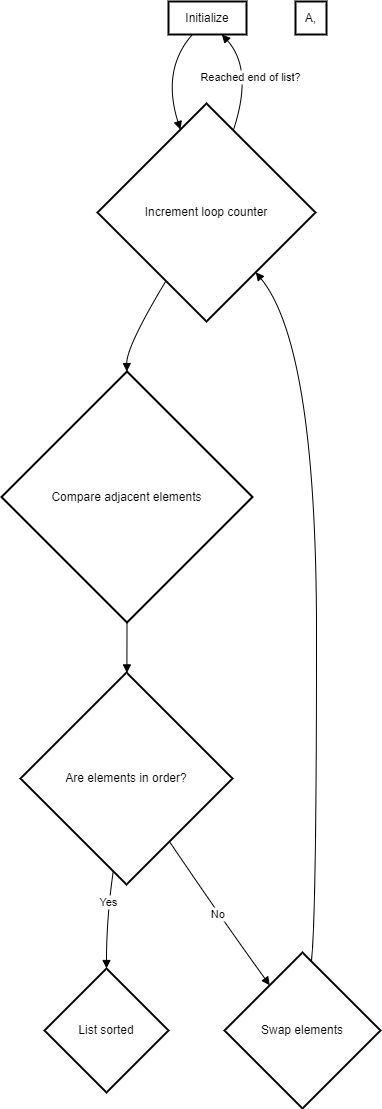 Initialize
A,
Reached end of list?
Increment loop counter
Compare adjacent elements
Are elements in order?
Yes
No
List sorted
Swap elements